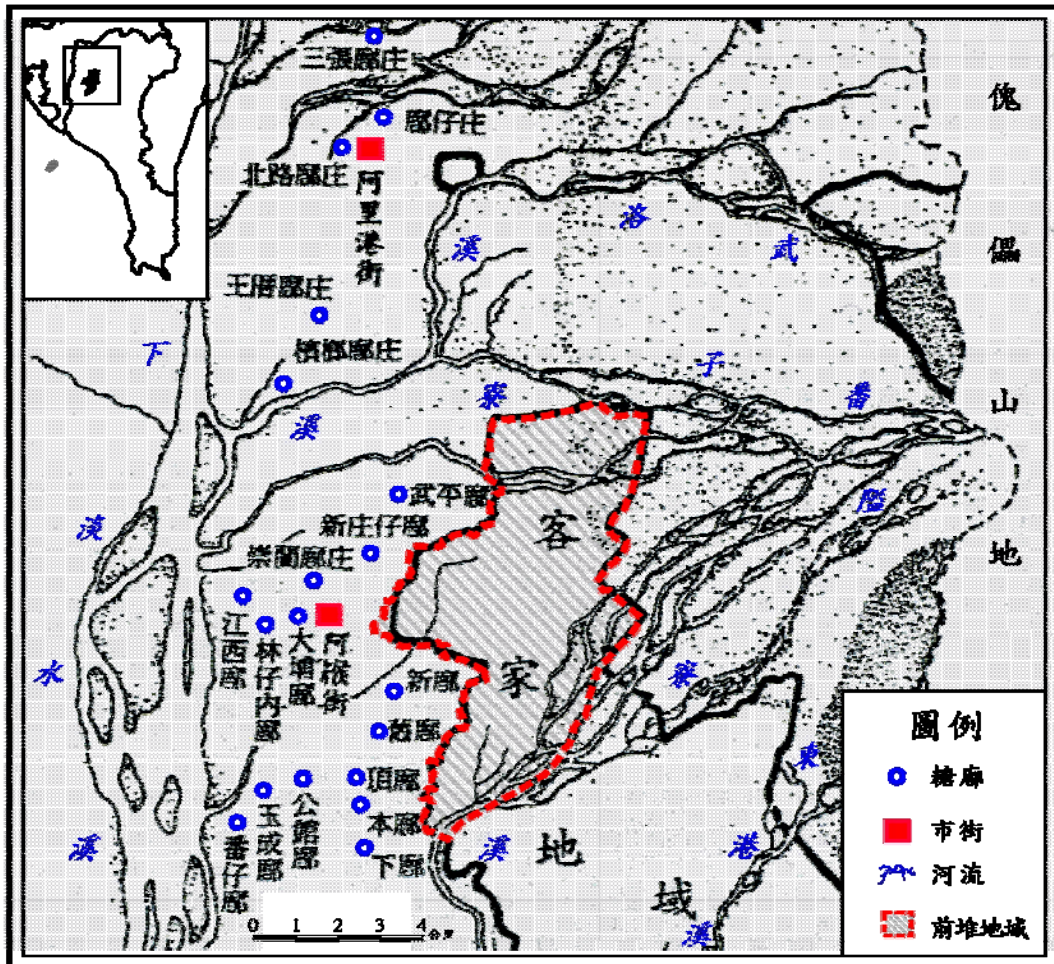 三張廍庄
廍仔庄
北路廍庄
阿里港街
王厝廍庄
檳榔廍庄
武平廍
新庄仔廍
崇蘭廍庄
江西廍
林仔內廍
大埔廍
阿猴街
新廍
舊廍
頂廍
本廍
下廍
公館廍
玉成廍
番仔廍
武洛溪
番子寮溪
隘寮溪
東港溪
下淡水溪
傀儡山地
客家地域
0 1 2 3 4 公里
圖例
糖廍
市街
河流
前堆地域